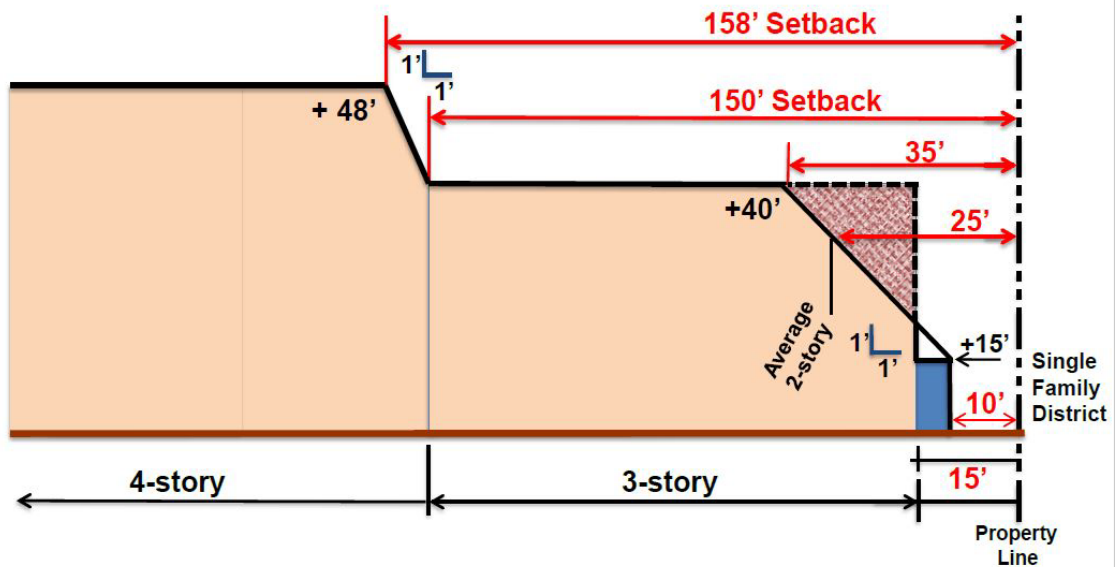 158’ Setback
1’
1’
+ 48’
150’ Setback
35’
+40’
25’
Average
2-story
1’
1’
+15’
Single
Family
District
10’
4-story
3-story
15’
Property
Line